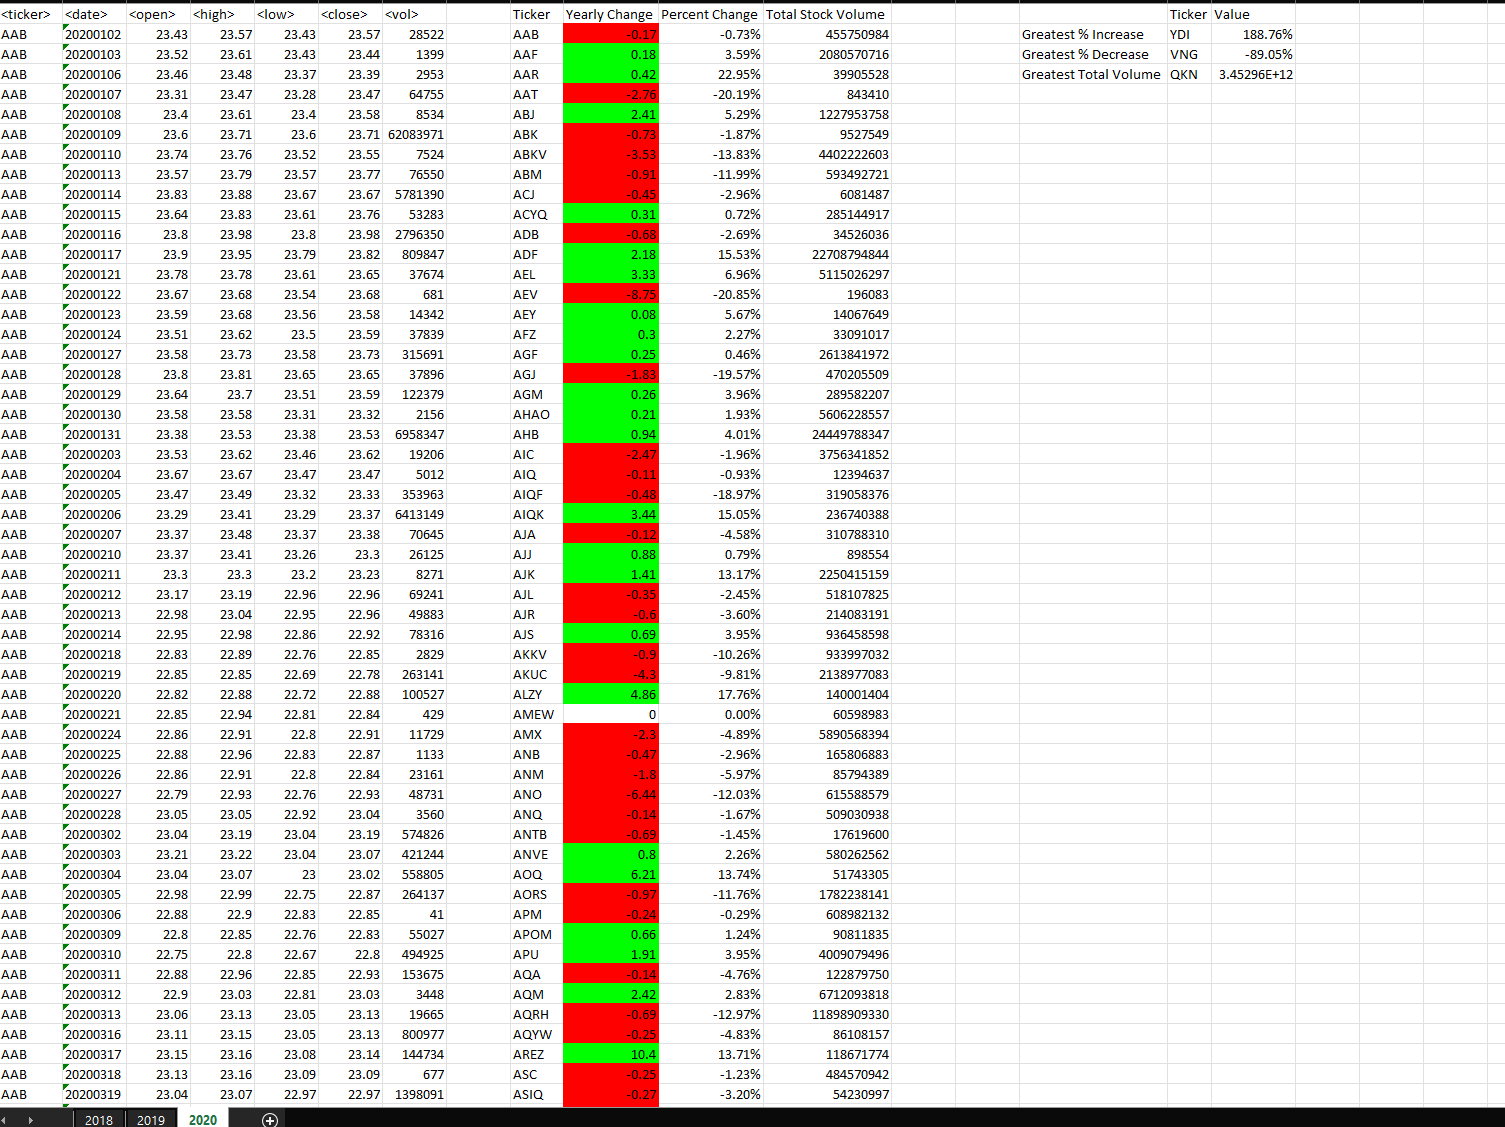 <ticker> <date> <open> <high> <low> <close> <vol> Ticker Yearly Change Percent Change Total Stock Volume Ticker Value
AAB 20200102 23.43 23.57 23.43 23.57 28522 AAB -0.17 -0.73% 455750984 Greatest % Increase YDI 188.76%
AAB 20200103 23.52 23.61 23.43 23.44 1399 AAF 0.18 3.59% 2080570716 Greatest % Decrease VNG -89.05%
AAB 20200106 23.46 23.48 23.37 23.39 2953 AAR 0.42 22.95% 39905528 Greatest Total Volume QKN 3.45296E+12
AAB 20200107 23.31 23.47 23.28 23.47 64755 AAT -2.76 -20.19% 843410
AAB 20200108 23.4 23.61 23.4 23.58 8534 ABJ 2.41 5.29% 1227953758
AAB 20200109 23.6 23.71 23.6 23.71 62083971 ABK -0.73 -1.87% 9527549
AAB 20200110 23.74 23.76 23.52 23.55 7524 ABKV -3.53 -13.83% 4402222603
AAB 20200113 23.57 23.79 23.57 23.77 76550 ABM -0.91 -11.99% 593492721
AAB 20200114 23.83 23.88 23.67 23.67 5781390 ACJ -0.45 -2.96% 6081487
AAB 20200115 23.64 23.83 23.61 23.76 53283 ACYQ 0.31 0.72% 285144917
AAB 20200116 23.8 23.98 23.8 23.98 2796350 ADB -0.68 -2.69% 34526036
AAB 20200117 23.9 23.95 23.79 23.82 809847 ADF 2.18 15.53% 22708794844
AAB 20200121 23.78 23.78 23.61 23.65 37674 AEL 3.33 6.96% 5115026297
AAB 20200122 23.67 23.68 23.54 23.68 681 AEV -8.75 -20.85% 196083
AAB 20200123 23.59 23.68 23.56 23.58 14342 AEY 0.08 5.67% 14067649
AAB 20200124 23.51 23.62 23.5 23.59 37839 AFZ 0.3 2.27% 33091017
AAB 20200127 23.58 23.73 23.58 23.73 315691 AGF 0.25 0.46% 2613841972
AAB 20200128 23.8 23.81 23.65 23.65 37896 AGJ -1.83 -19.57% 470205509
AAB 20200129 23.64 23.7 23.51 23.59 122379 AGM 0.26 3.96% 289582207
AAB 20200130 23.58 23.58 23.31 23.32 2156 AHAO 0.21 1.93% 5606228557
AAB 20200131 23.38 23.53 23.38 23.53 6958347 AHB 0.94 4.01% 24449788347
AAB 20200203 23.53 23.62 23.46 23.62 19206 AIC -2.47 -1.96% 3756341852
AAB 20200204 23.67 23.67 23.47 23.47 5012 AIQ -0.11 -0.93% 12394637
AAB 20200205 23.47 23.49 23.32 23.33 353963 AIQF -0.48 -18.97% 319058376
AAB 20200206 23.29 23.41 23.29 23.37 6413149 AIQK 3.44 15.05% 236740388
AAB 20200207 23.37 23.48 23.37 23.38 70645 AJA -0.12 -4.58% 310788310
AAB 20200210 23.37 23.41 23.26 23.3 26125 AJJ 0.88 0.79% 898554
AAB 20200211 23.3 23.3 23.2 23.23 8271 AJK 1.41 13.17% 2250415159
AAB 20200212 23.17 23.19 22.96 22.96 69241 AJL -0.35 -2.45% 518107825
AAB 20200213 22.98 23.04 22.95 22.96 49883 AJR -0.6 -3.60% 214083191
AAB 20200214 22.95 22.98 22.86 22.92 78316 AJS 0.69 3.95% 936458598
AAB 20200218 22.83 22.89 22.76 22.85 2829 AKKV -0.9 -10.26% 933997032
AAB 20200219 22.85 22.85 22.69 22.78 263141 AKUC -4.3 -9.81% 2138977083
AAB 20200220 22.82 22.88 22.72 22.88 100527 ALZY 4.86 17.76% 140001404
AAB 20200221 22.85 22.94 22.81 22.84 429 AMEW 0 0.00% 60598983
AAB 20200224 22.86 22.91 22.8 22.91 11729 AMX -2.3 -4.89% 5890568394
AAB 20200225 22.88 22.96 22.83 22.87 1133 ANB -0.47 -2.96% 165806883
AAB 20200226 22.86 22.91 22.8 22.84 23161 ANM -1.8 -5.97% 85794389
AAB 20200227 22.79 22.93 22.76 22.93 48731 ANO -6.44 -12.03% 615588579
AAB 20200228 23.05 23.05 22.92 23.04 3560 ANQ -0.14 -1.67% 509030938
AAB 20200302 23.04 23.19 23.04 23.19 574826 ANTB -0.69 -1.45% 17619600
AAB 20200303 23.21 23.22 23.04 23.07 421244 ANVE 0.8 2.26% 580262562
AAB 20200304 23.04 23.07 23 23.02 558805 AOQ 6.21 13.74% 51743305
AAB 20200305 22.98 22.99 22.75 22.87 264137 AORS -0.97 -11.76% 1782238141
AAB 20200306 22.88 22.9 22.83 22.85 41 APM -0.24 -0.29% 608982132
AAB 20200309 22.8 22.85 22.76 22.83 55027 APOM 0.66 1.24% 90811835
AAB 20200310 22.75 22.8 22.67 22.8 494925 APU 1.91 3.95% 4009079496
AAB 20200311 22.88 22.96 22.85 22.93 153675 AQA -0.14 -4.76% 122879750
AAB 20200312 22.9 23.03 22.81 23.03 3448 AQM 2.42 2.83% 6712093818
AAB 20200313 23.06 23.13 23.05 23.13 19665 AQRH -0.69 -12.97% 11898909330
AAB 20200316 23.11 23.15 23.05 23.13 800977 AQYW -0.25 -4.83% 86108157
AAB 20200317 23.15 23.16 23.08 23.14 144734 AREZ 10.4 13.71% 118671774
AAB 20200318 23.13 23.16 23.09 23.09 677 ASC -0.25 -1.23% 484570942
AAB 20200319 23.04 23.07 22.97 22.97 1398091 ASIQ -0.27 -3.20% 54230997
2018 2019 2020